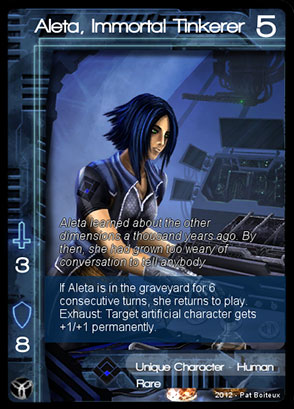 Aleta, Immortal Tinkerer 5
Aleta learned about the other
dimensions a thousand years ago. By
then, she had grown too weary of
conversation to tell anybody.
3
If Aleta is in the graveyard for 6
consecutive turns, she returns to play.
Exhaust: Target artificial character gets
+1/+1 permanently.
8
Unique Character - Human
Rare
2012 - Pat Boiteux